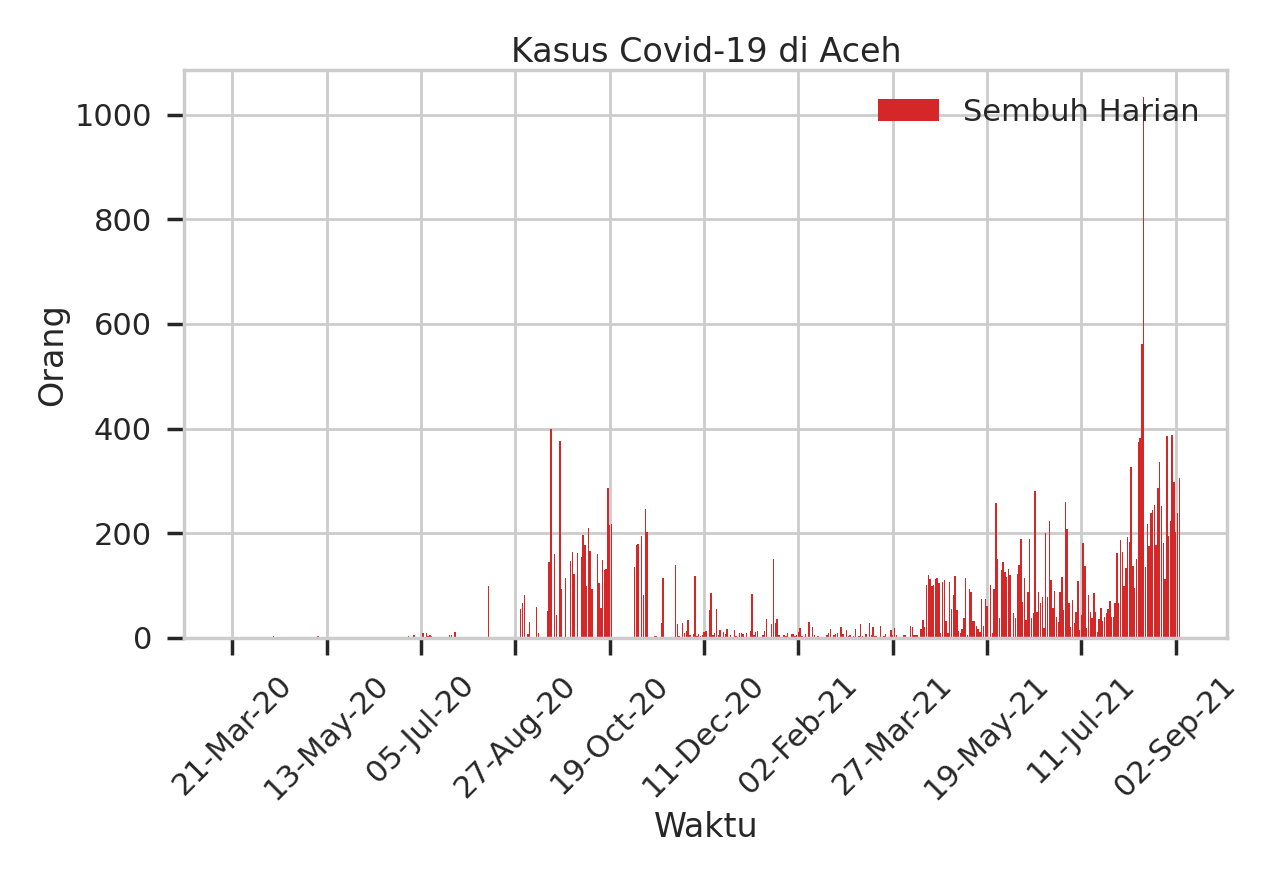 Kasus Covid-19 di Aceh
Sembuh Harian
Orang
1000
800
600
400
200
0
21-Mar-20
13-May-20
05-Jul-20
27-Aug-20
19-Oct-20
11-Dec-20
02-Feb-21
27-Mar-21
19-May-21
11-Jul-21
02-Sep-21
Waktu